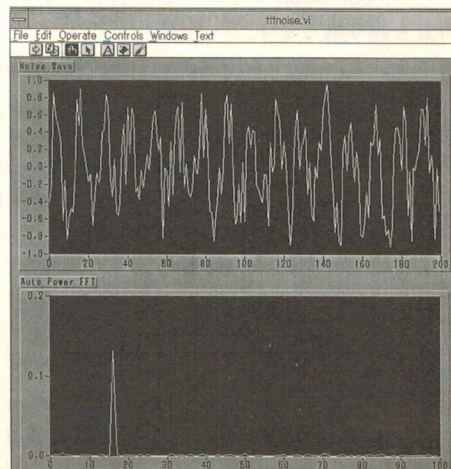 fftnoise.vi
File Edit Operate Controls Windows Text
Noise Wave
1.0
0.8
0.6
0.4
0.2
0.0
-0.2
-0.4
-0.6
-0.8
-1.0
0 20 40 60 80 100 120 140 160 180 200
Auto Power FFT
0.2
0.1
0.0
0 10 20 30 40 50 60 70 80 90 100